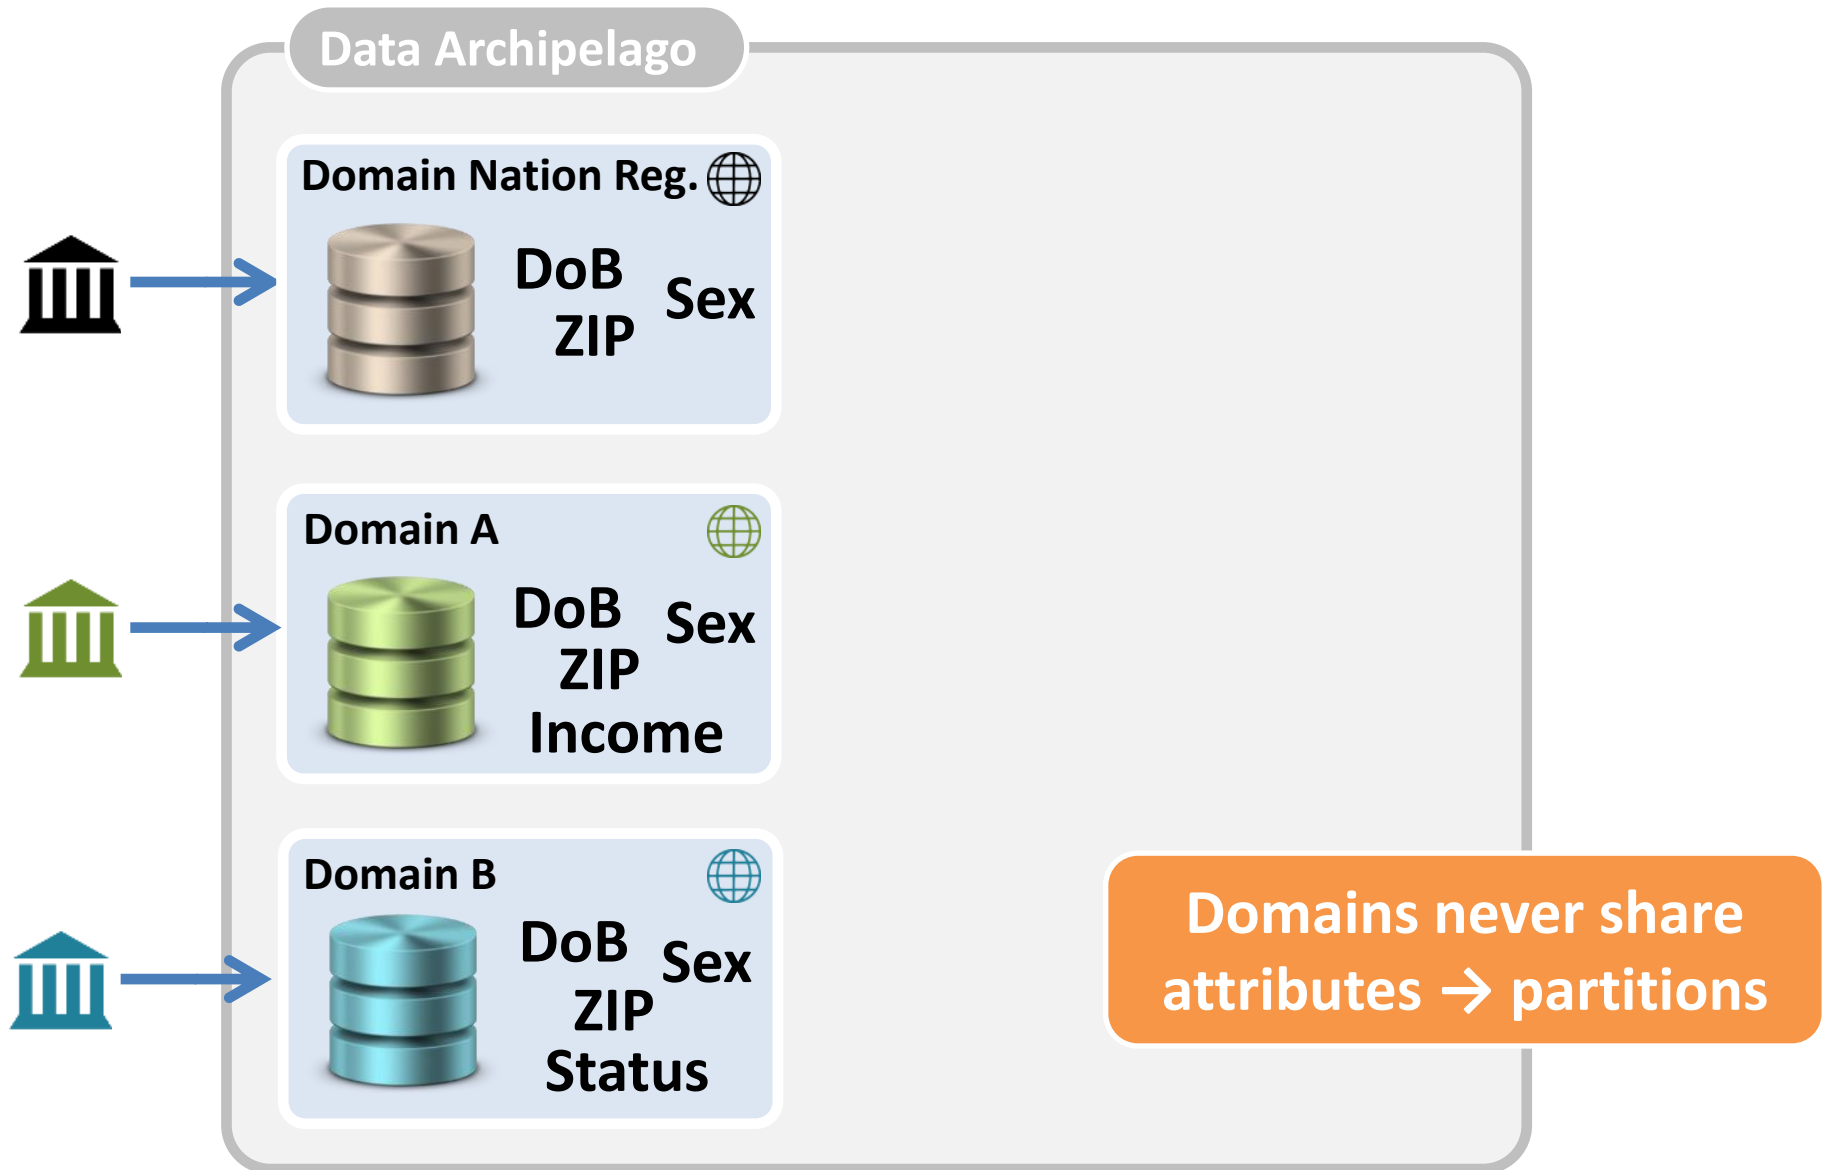 Data Archipelago
Domain Nation Reg.
DoB
Sex
ZIP
Domain A
DoB
Sex
ZIP
Income
Domain B
DoB
Sex
ZIP
Status
Domains never share
attributes → partitions